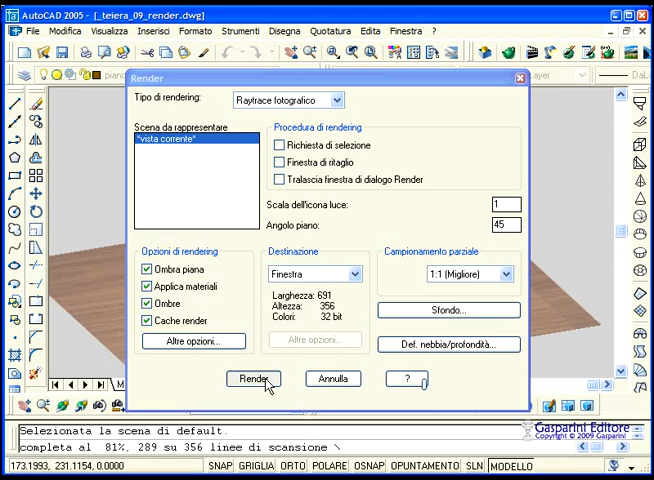 AutoCAD 2005 - [_teiera_09_render.dwg]
File Modifica Visualizza Inserisci Formato Strumenti Disegna Quotatura Edita Finestra ?
Render
Tipo di rendering: Raytrace fotografico
Scena da rappresentare
*vista corrente*
Procedura di rendering
Richiesta di selezione
Finestra di ritaglio
Tralascia finestra di dialogo Render
Scala dell'icona luce: 1
Angolo piano: 45
Opzioni di rendering
Ombra piana
Applica materiali
Ombre
Cache render
Altre opzioni...
Destinazione
Finestra
Larghezza: 691
Altezza: 356
Colori: 32 bit
Altre opzioni...
Campionamento parziale
1:1 (Migliore)
Sfondo...
Def. nebbia/profondità...
Render Annulla ?
Selezionata la scena di default.
completa al 81%, 289 su 356 linee di scansione \
Gasparini Editore
Copyright © 2009 Gasparini
173.1993, 231.1154, 0.0000 SNAP GRIGLIA ORTO POLARE OSNAP OPUNTAMENTO SLN MODELLO